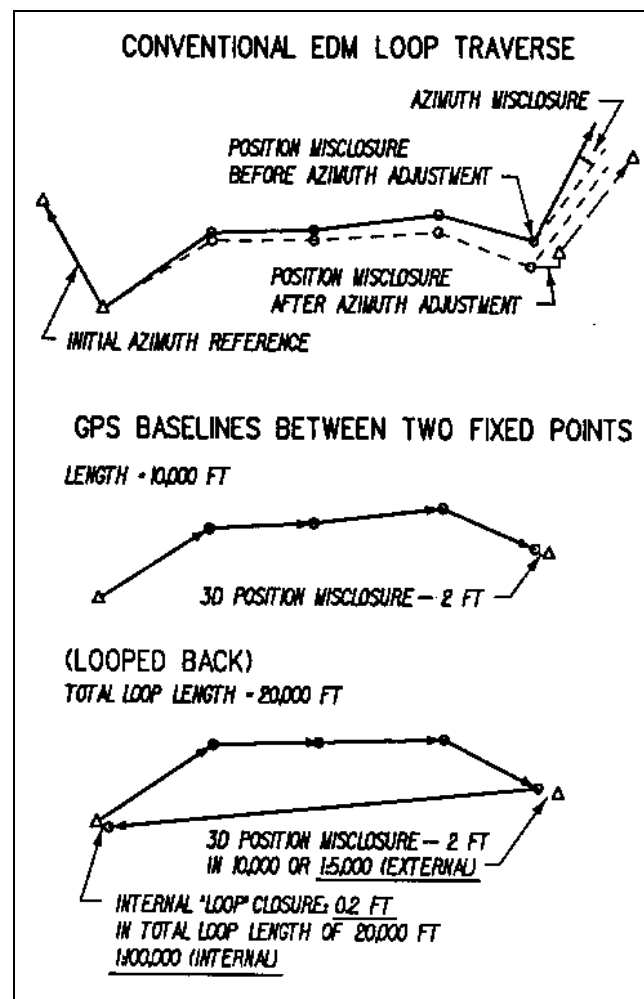 CONVENTIONAL EDM LOOP TRAVERSE
AZIMUTH MISCLOSURE
POSITION MISCLOSURE
BEFORE AZIMUTH ADJUSTMENT
POSITION MISCLOSURE
AFTER AZIMUTH ADJUSTMENT
INITIAL AZIMUTH REFERENCE
GPS BASELINES BETWEEN TWO FIXED POINTS
LENGTH = 10,000 FT
3D POSITION MISCLOSURE — 2 FT
(LOOPED BACK)
TOTAL LOOP LENGTH = 20,000 FT
3D POSITION MISCLOSURE — 2 FT
IN 10,000 OR 1:5,000 (EXTERNAL)
INTERNAL "LOOP" CLOSURE: 0.2 FT
IN TOTAL LOOP LENGTH OF 20,000 FT
1:100,000 (INTERNAL)